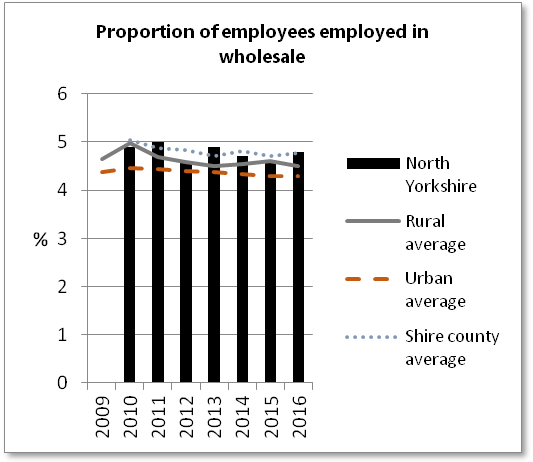 Proportion of employees employed in
wholesale
6
5
4
3
2
1
0
%
2009
2010
2011
2012
2013
2014
2015
2016
North
Yorkshire
Rural
average
Urban
average
Shire county
average